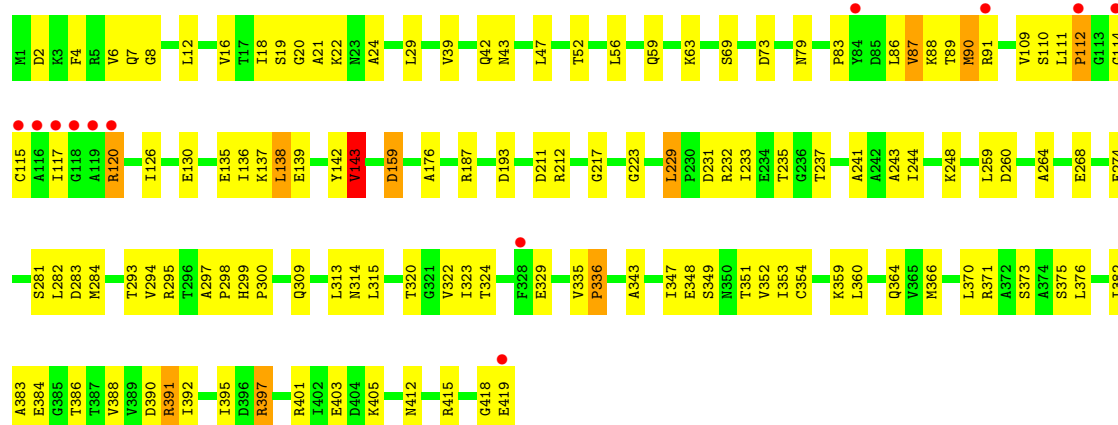 M1 D2 K3 F4 R5 V6 Q7 G8 L12 V16 T17 I18 S19 G20 A21 K22 N23 A24 L29 V39 Q42 N43 L47 T52 L56 Q59 K63 S69 D73 N79 P83 Y84 D85 L86 V87 K88 T89 M90 R91 V109 S110 L111 P112 G113
C115 A116 I117 G118 A119 R120 I126 E130 E135 I136 K137 L138 E139 Y142 V143 D159 A176 R187 D193 D211 R212 G217 G223 L229 P230 D231 R232 I233 E234 T235 G236 T237 A241 A242 A243 I244 K248 L259 D260 A264 E268
S281 L282 D283 M284 T293 V294 R295 T296 A297 P298 H299 P300 Q309 L313 N314 L315 T320 G321 V322 I323 T324 F328 E329 V335 P336 A343 I347 E348 S349 N350 T351 V352 I353 C354 K359 L360 Q364 V365 M366 L370 R371 A372 S373 A374 S375 L376
A383 E384 G385 T386 T387 V388 V389 D390 R391 I392 I395 D396 R397 R401 I402 E403 D404 K405 N412 R415 G418 E419